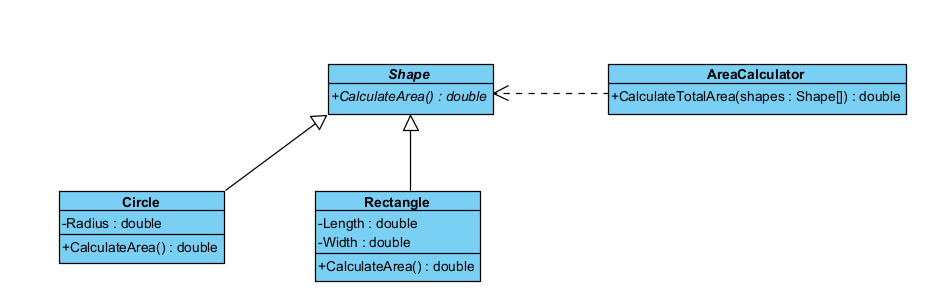 Shape
+CalculateArea() : double
AreaCalculator
+CalculateTotalArea(shapes : Shape[]) : double
Circle
-Radius : double
+CalculateArea() : double
Rectangle
-Length : double
-Width : double
+CalculateArea() : double